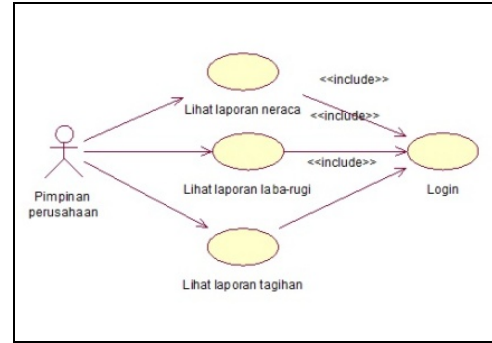 <<include>>
Lihat laporan neraca
<<include>>
<<include>>
Pimpinan
perusahaan
Lihat laporan laba-rugi
Login
Lihat laporan tagihan